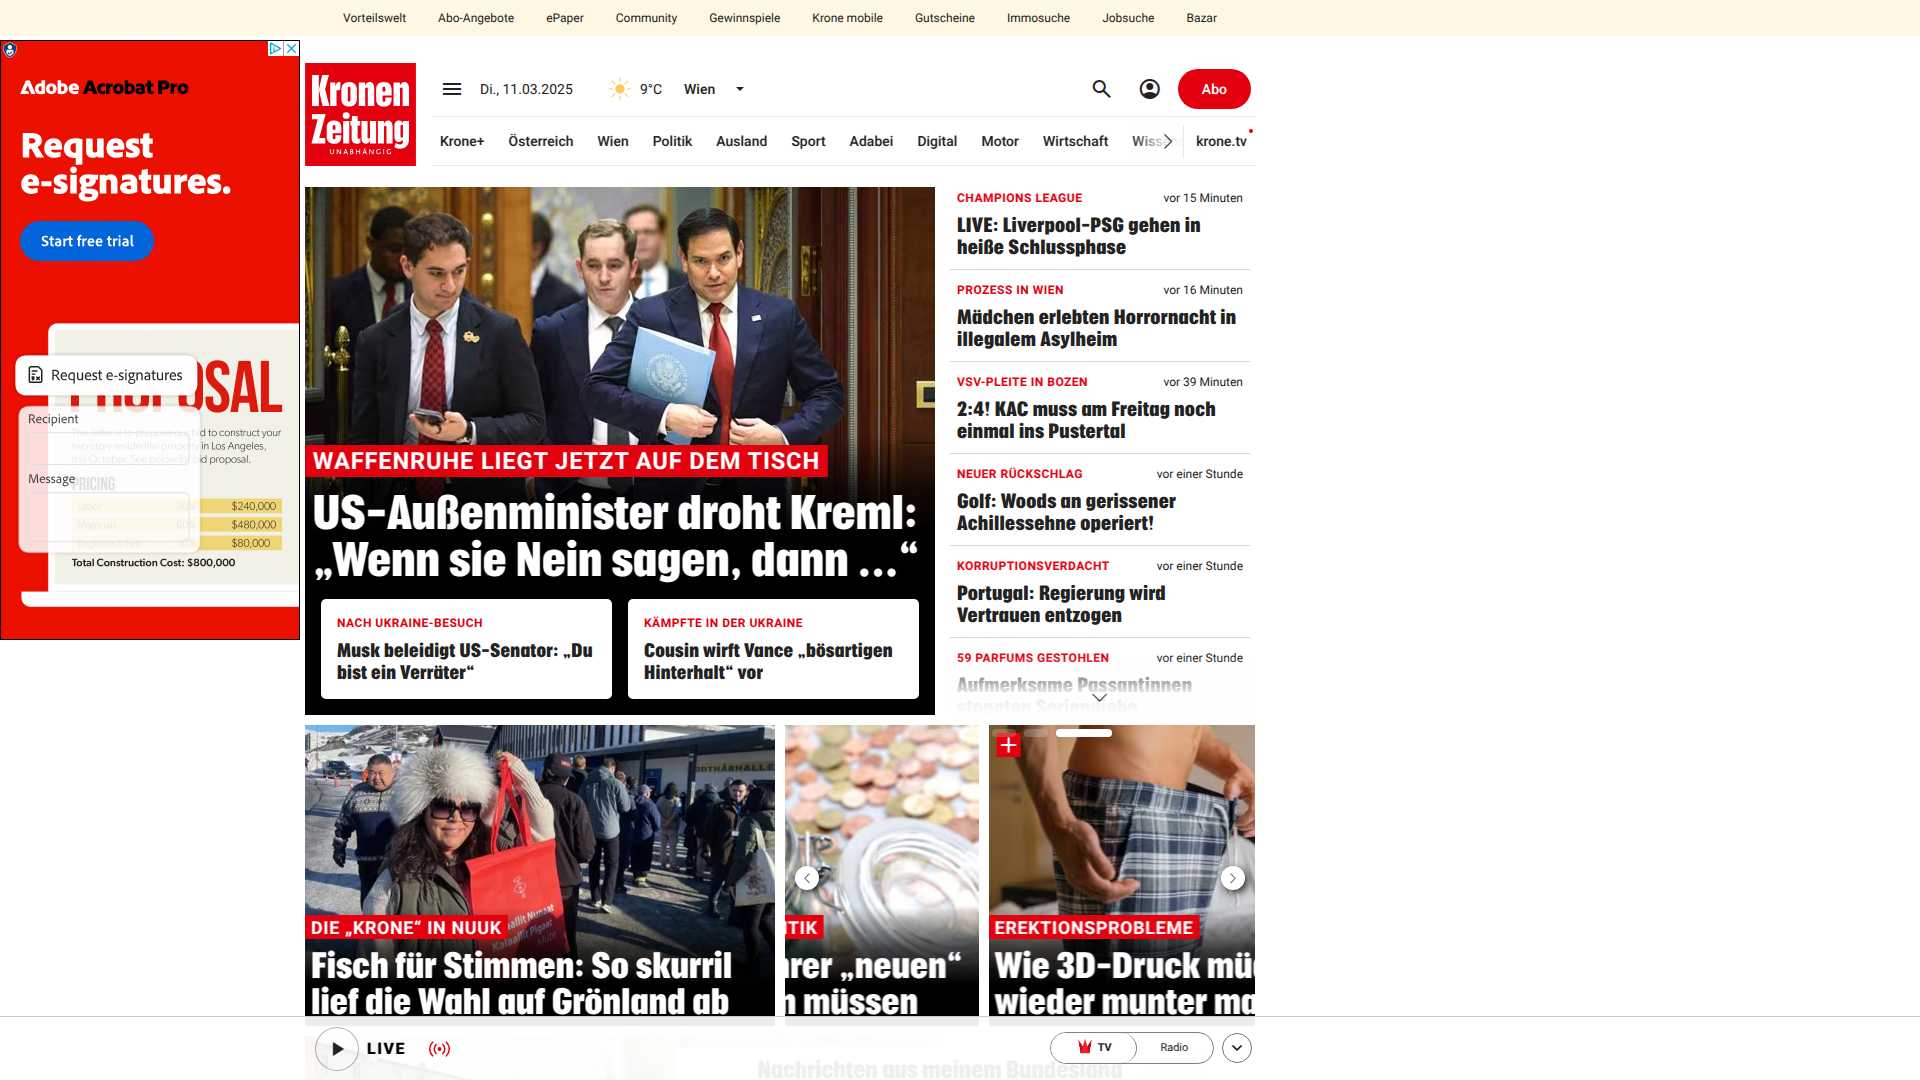 Vorteilswelt
Abo-Angebote
ePaper
Community
Gewinnspiele
Krone mobile
Gutscheine
Immosuche
Jobsuche
Bazar
Adobe Acrobat Pro
Request
e-signatures.
Start free trial
Request e-signatures
Recipient
Message
PRICING
$240,000
$480,000
$80,000
Total Construction Cost: $800,000
Kronen
Zeitung
UNABHÄNGIG
Di., 11.03.2025
9°C
Wien
Abo
Krone+
Österreich
Wien
Politik
Ausland
Sport
Adabei
Digital
Motor
Wirtschaft
krone.tv
WAFFENRUHE LIEGT JETZT AUF DEM TISCH
US-Außenminister droht Kreml:
„Wenn sie Nein sagen, dann ...“
NACH UKRAINE-BESUCH
Musk beleidigt US-Senator: „Du
bist ein Verräter“
KÄMPFTE IN DER UKRAINE
Cousin wirft Vance „bösartigen
Hinterhalt“ vor
CHAMPIONS LEAGUE
vor 15 Minuten
LIVE: Liverpool-PSG gehen in
heiße Schlussphase
PROZESS IN WIEN
vor 16 Minuten
Mädchen erlebten Horrornacht in
illegalem Asylheim
VSV-PLEITE IN BOZEN
vor 39 Minuten
2:4! KAC muss am Freitag noch
einmal ins Pustertal
NEUER RÜCKSCHLAG
vor einer Stunde
Golf: Woods an gerissener
Achillessehne operiert!
KORRUPTIONSVERDACHT
vor einer Stunde
Portugal: Regierung wird
Vertrauen entzogen
59 PARFUMS GESTOHLEN
vor einer Stunde
Aufmerksame Passantinnen
DIE „KRONE“ IN NUUK
Fisch für Stimmen: So skurril
lief die Wahl auf Grönland ab
TIK
hrer „neuen“
n müssen
EREKTIONSPROBLEME
Wie 3D-Druck mü
wieder munter ma
LIVE
TV
Radio
Nachrichten aus meinem Bundesland